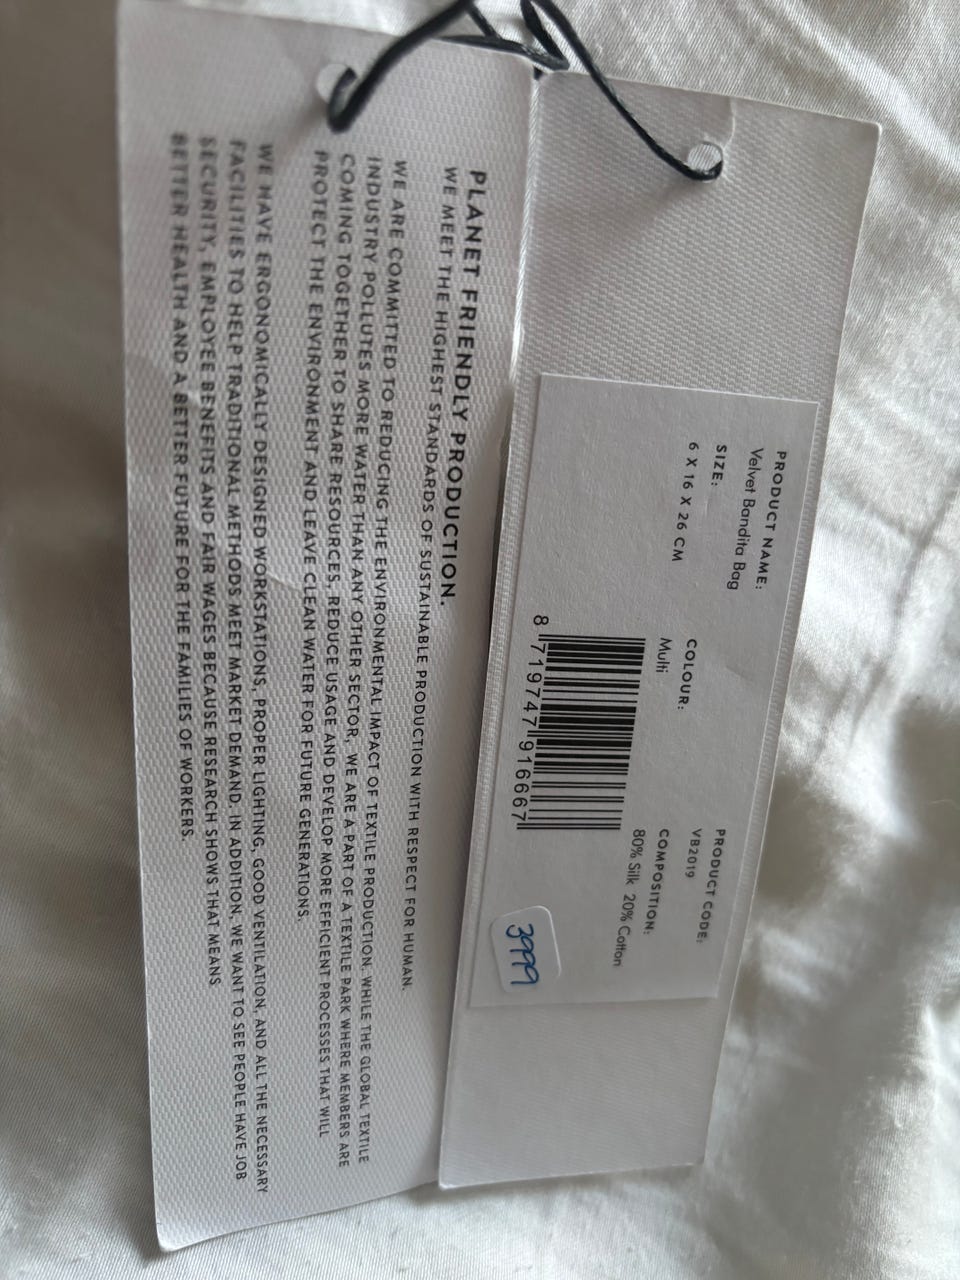 PRODUCT NAME:
Velvet Bandita Bag
SIZE:
6 X 16 X 26 CM
COLOUR:
Multi
PRODUCT CODE:
VB2019
COMPOSITION:
80% Silk 20% Cotton
8 719747 916667
3999
PLANET FRIENDLY PRODUCTION.
WE MEET THE HIGHEST STANDARDS OF SUSTAINABLE PRODUCTION WITH RESPECT FOR HUMAN.
WE ARE COMMITTED TO REDUCING THE ENVIRONMENTAL IMPACT OF TEXTILE PRODUCTION. WHILE THE GLOBAL TEXTILE
INDUSTRY POLLUTES MORE WATER THAN ANY OTHER SECTOR, WE ARE A PART OF A TEXTILE PARK WHERE MEMBERS ARE
COMING TOGETHER TO SHARE RESOURCES, REDUCE USAGE AND DEVELOP MORE EFFICIENT PROCESSES THAT WILL
PROTECT THE ENVIRONMENT AND LEAVE CLEAN WATER FOR FUTURE GENERATIONS.
WE HAVE ERGONOMICALLY DESIGNED WORKSTATIONS, PROPER LIGHTING, GOOD VENTILATION, AND ALL THE NECESSARY
FACILITIES TO HELP TRADITIONAL METHODS MEET MARKET DEMAND. IN ADDITION, WE WANT TO SEE PEOPLE HAVE JOB
SECURITY, EMPLOYEE BENEFITS AND FAIR WAGES BECAUSE RESEARCH SHOWS THAT MEANS
BETTER HEALTH AND A BETTER FUTURE FOR THE FAMILIES OF WORKERS.